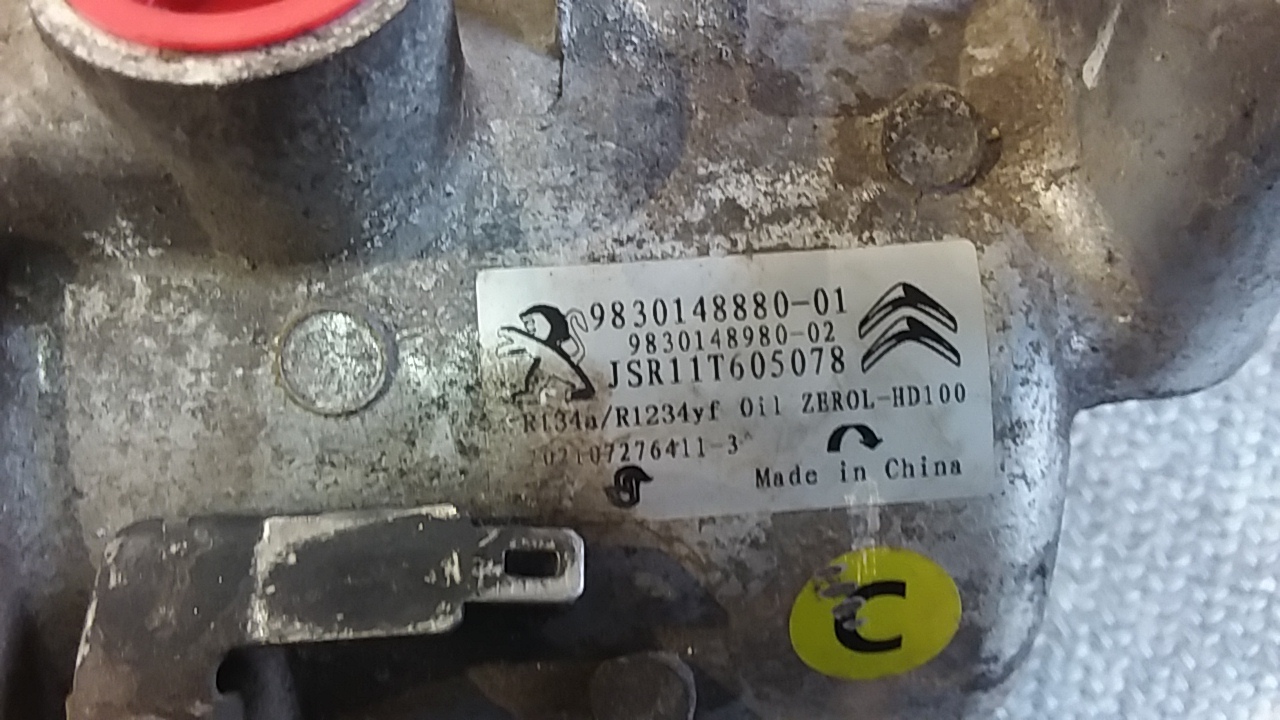 9830148880-01
9830148980-02
JSR11T605078
R134a/R1234yf Oil ZEROL-HD100
Made in China
C